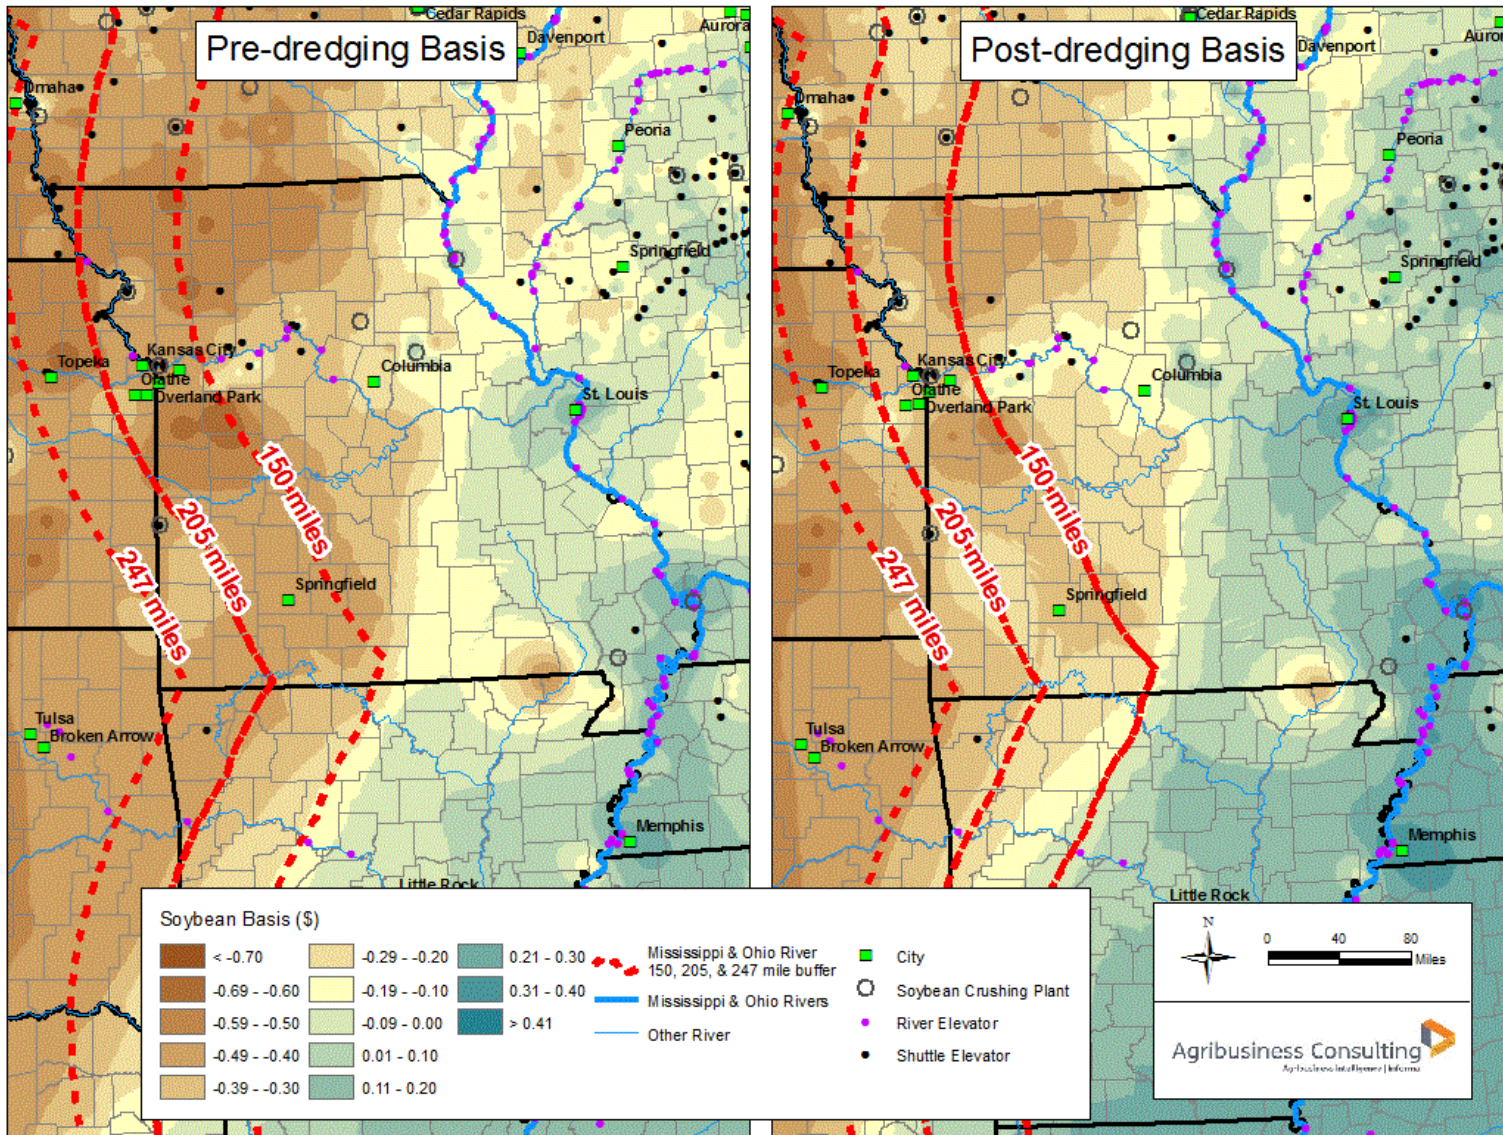 Pre-dredging Basis
Cedar Rapids
Davenport
Aurora
Omaha
Peoria
Springfield
Kansas City
Topeka
Olathe
Overland Park
Columbia
St. Louis
150 miles
205 miles
247 miles
Springfield
Tulsa
Broken Arrow
Memphis
Little Rock
Post-dredging Basis
Cedar Rapids
Davenport
Auror
Omaha
Peoria
Springfield
Kansas City
Topeka
Olathe
Overland Park
Columbia
St. Louis
150 miles
205 miles
247 miles
Springfield
Tulsa
Broken Arrow
Memphis
Little Rock
Soybean Basis ($)
< -0.70
-0.69 - -0.60
-0.59 - -0.50
-0.49 - -0.40
-0.39 - -0.30
-0.29 - -0.20
-0.19 - -0.10
-0.09 - 0.00
0.01 - 0.10
0.11 - 0.20
0.21 - 0.30
0.31 - 0.40
> 0.41
Mississippi & Ohio River
150, 205, & 247 mile buffer
Mississippi & Ohio Rivers
Other River
City
Soybean Crushing Plant
River Elevator
Shuttle Elevator
N
0 40 80
Miles
Agribusiness Consulting
Agribusiness Intelligence | Informa